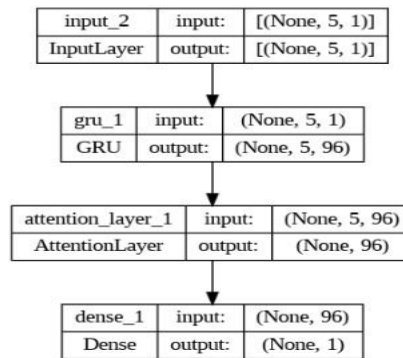 input_2 input: [(None, 5, 1)]
InputLayer output: [(None, 5, 1)]
gru_1 input: (None, 5, 1)
GRU output: (None, 5, 96)
attention_layer_1 input: (None, 5, 96)
AttentionLayer output: (None, 96)
dense_1 input: (None, 96)
Dense output: (None, 1)